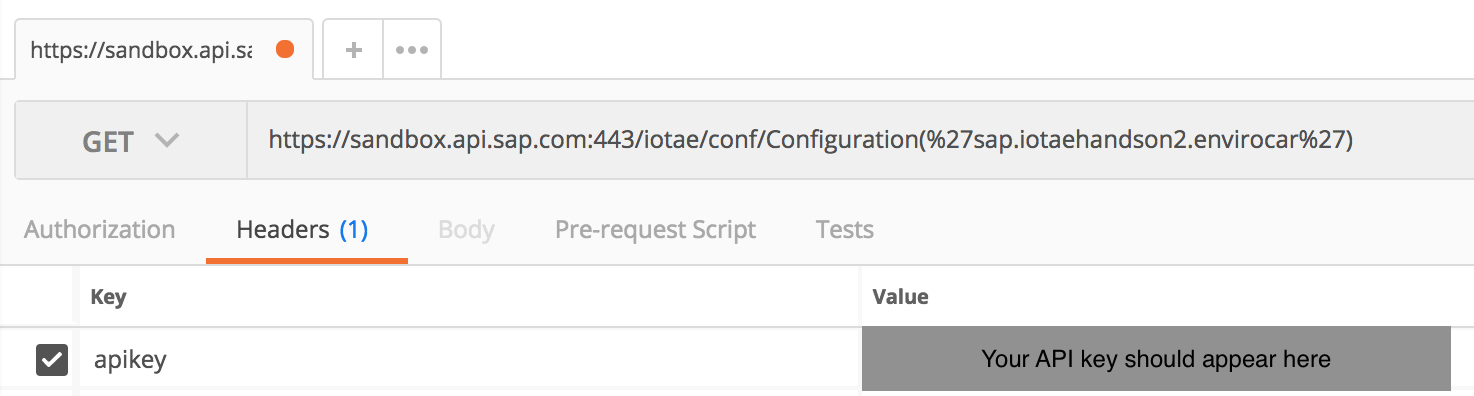 https://sandbox.api.sa
GET https://sandbox.api.sap.com:443/iotae/conf/Configuration(%27sap.iotaehandson2.envirocar%27)
Authorization Headers (1) Body Pre-request Script Tests
Key Value
apikey Your API key should appear here